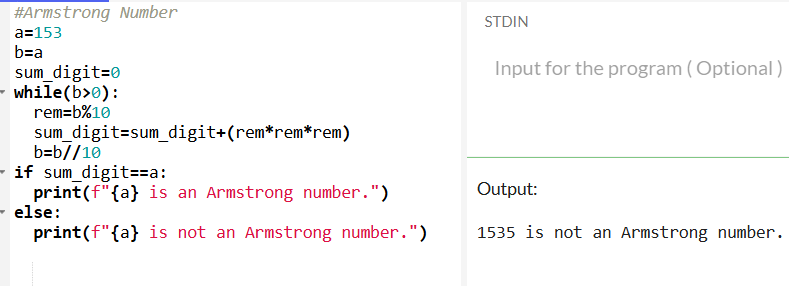 #Armstrong Number
a=153
b=a
sum_digit=0
while(b>0):
rem=b%10
sum_digit=sum_digit+(rem*rem*rem)
b=b//10
if sum_digit==a:
print(f"{a} is an Armstrong number.")
else:
print(f"{a} is not an Armstrong number.")
STDIN
Input for the program ( Optional )
Output:
1535 is not an Armstrong number.